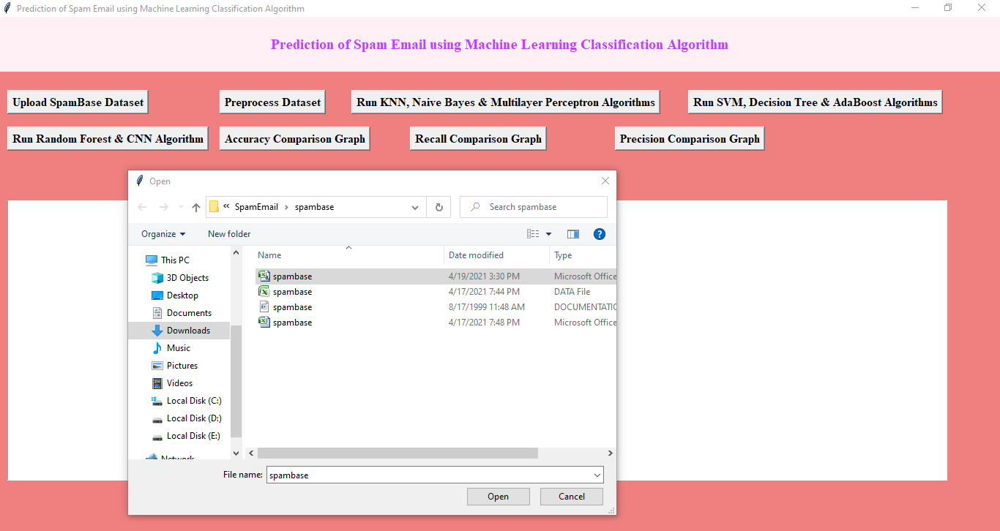 Prediction of Spam Email using Machine Learning Classification Algorithm
Prediction of Spam Email using Machine Learning Classification Algorithm
Upload SpamBase Dataset Preprocess Dataset Run KNN, Naive Bayes & Multilayer Perceptron Algorithms Run SVM, Decision Tree & AdaBoost Algorithms
Run Random Forest & CNN Algorithm Accuracy Comparison Graph Recall Comparison Graph Precision Comparison Graph
Open
« SpamEmail › spambase Search spambase
Organize New folder
Name Date modified Type
This PC
3D Objects
Desktop
Documents
Downloads
Music
Pictures
Videos
Local Disk (C:)
Local Disk (D:)
Local Disk (E:)
Network
spambase 4/19/2021 3:30 PM Microsoft Office
spambase 4/17/2021 7:44 PM DATA File
spambase 8/17/1999 11:48 AM DOCUMENTATIO
spambase 4/17/2021 7:48 PM Microsoft Office
File name: spambase
Open Cancel